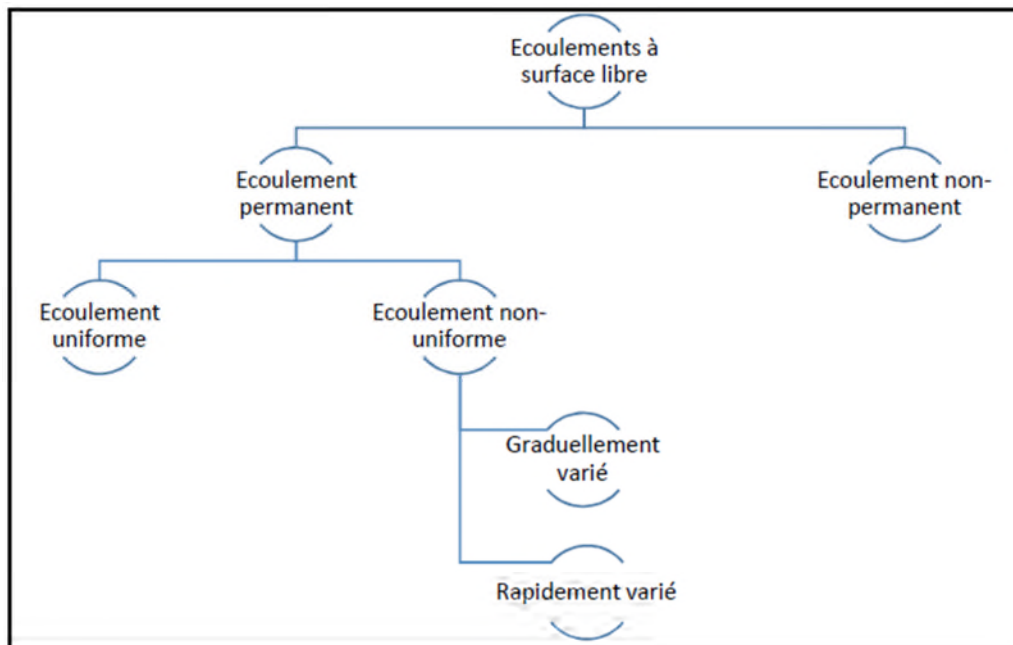 Ecoulements à
surface libre
Ecoulement
permanent
Ecoulement non-
permanent
Ecoulement
uniforme
Ecoulement non-
uniforme
Graduellement
varié
Rapidement varié